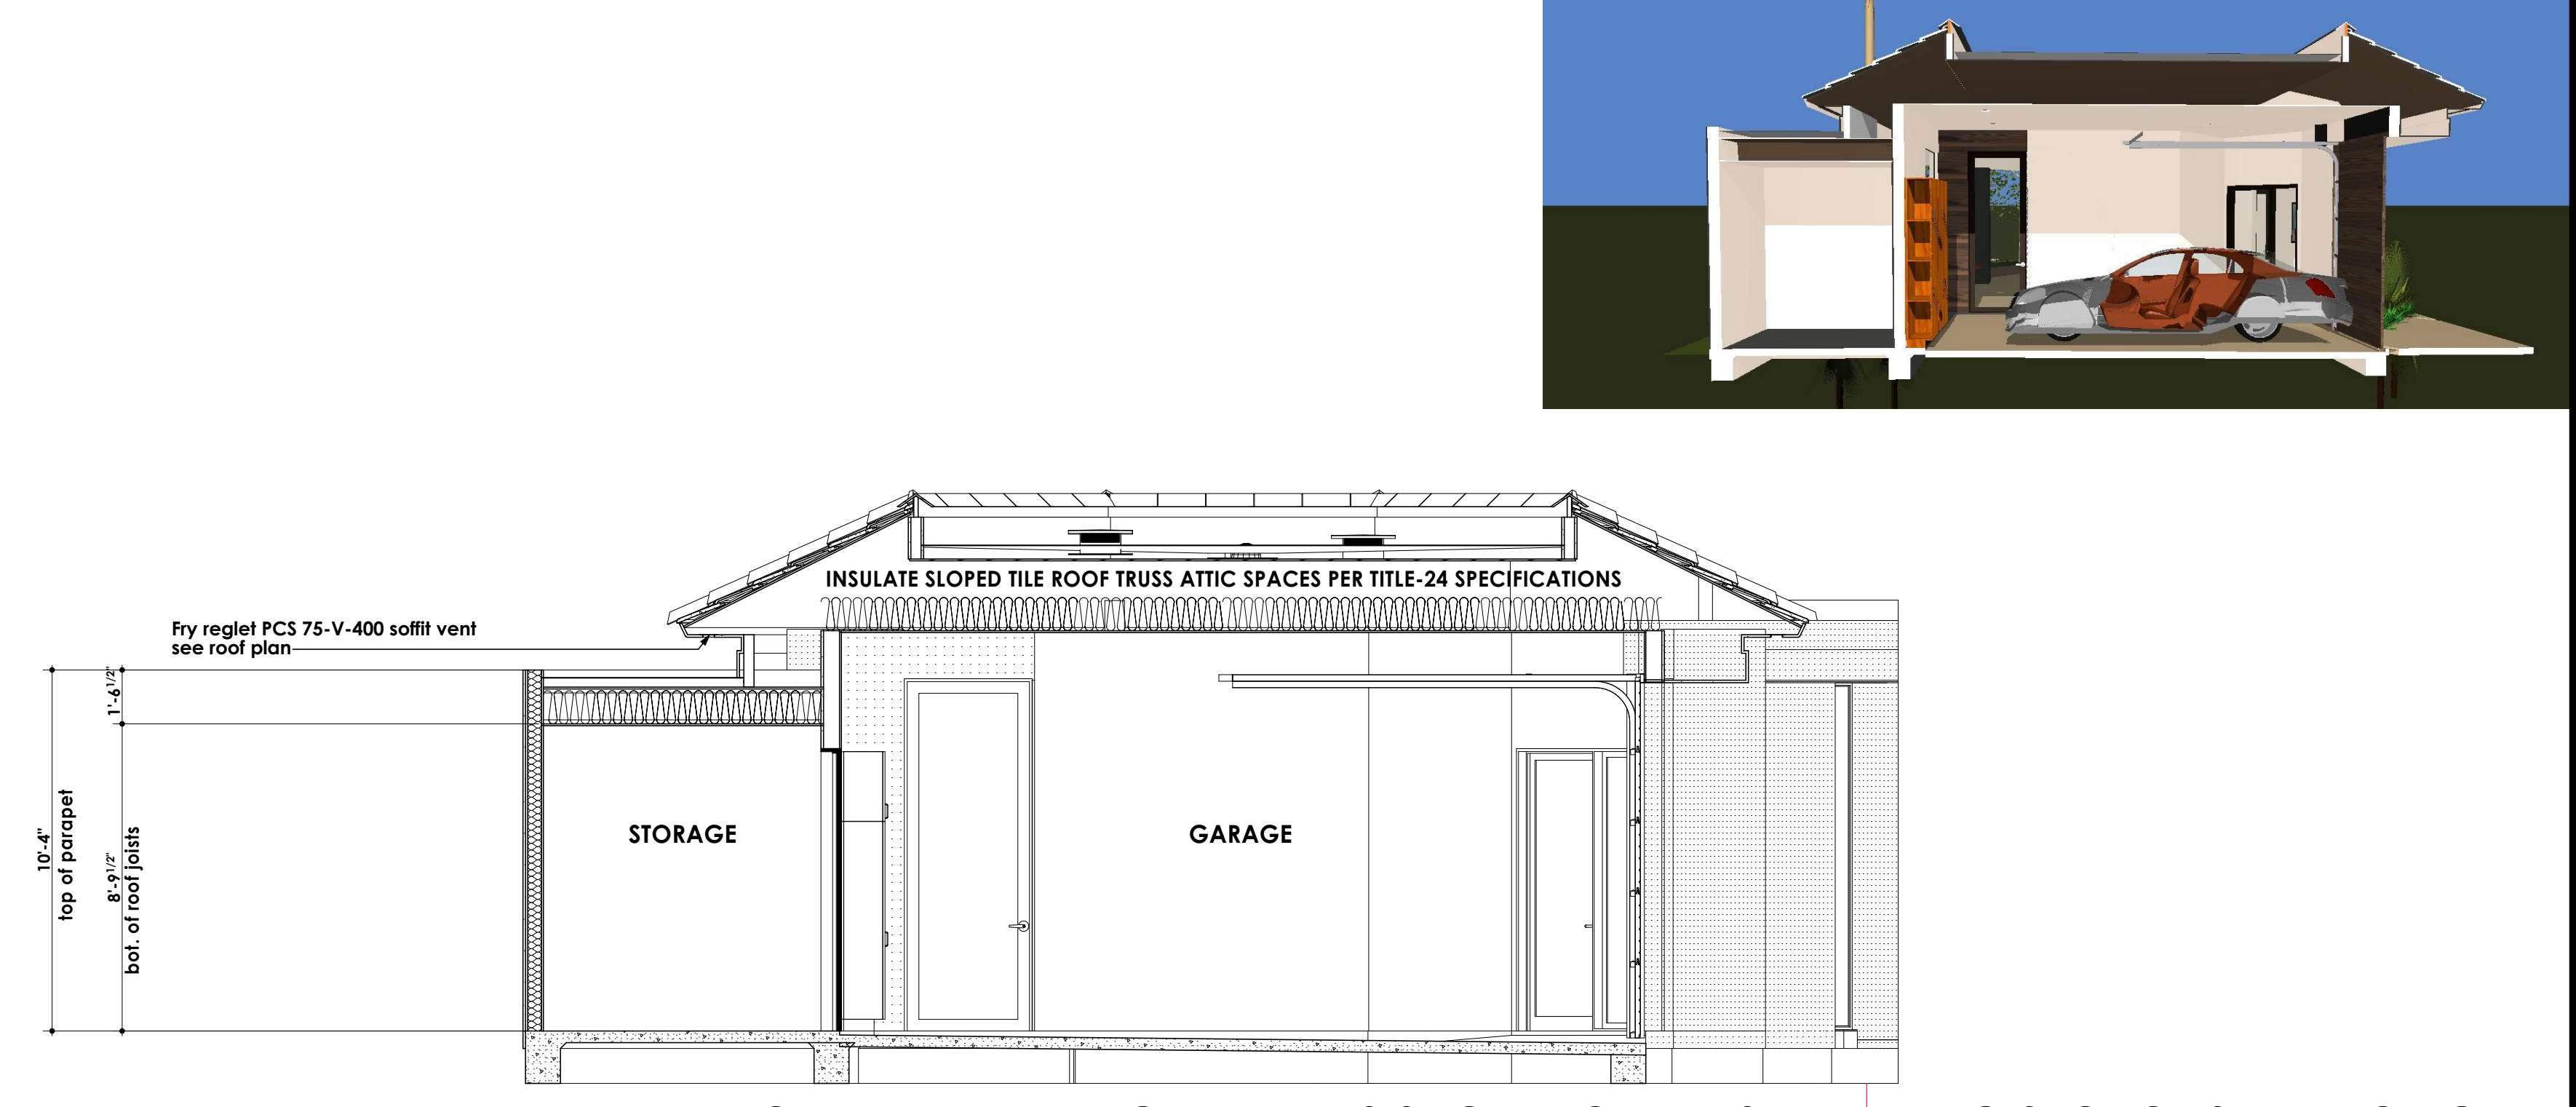 INSULATE SLOPED TILE ROOF TRUSS ATTIC SPACES PER TITLE-24 SPECIFICATIONS
Fry reglet PCS 75-V-400 soffit vent
see roof plan
1'-6 1/2"
10'-4"
top of parapet
8'-9 1/2"
bot. of roof joists
STORAGE
GARAGE